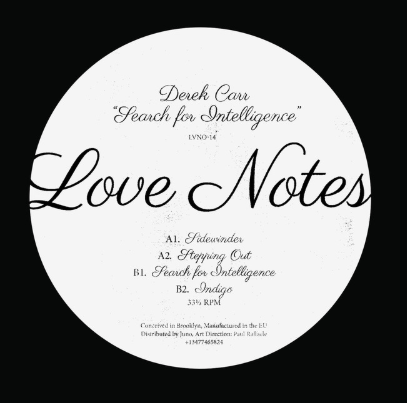 Derek Carr
"Search for Intelligence"
LVNO-14
Love Notes
A1. Sidewinder
A2. Stepping Out
B1. Search for Intelligence
B2. Indigo
33⅓ RPM
Conceived in Brooklyn, Manufactured in the EU
Distributed by Juno, Art Direction: Paul Raffaele
+13477465824